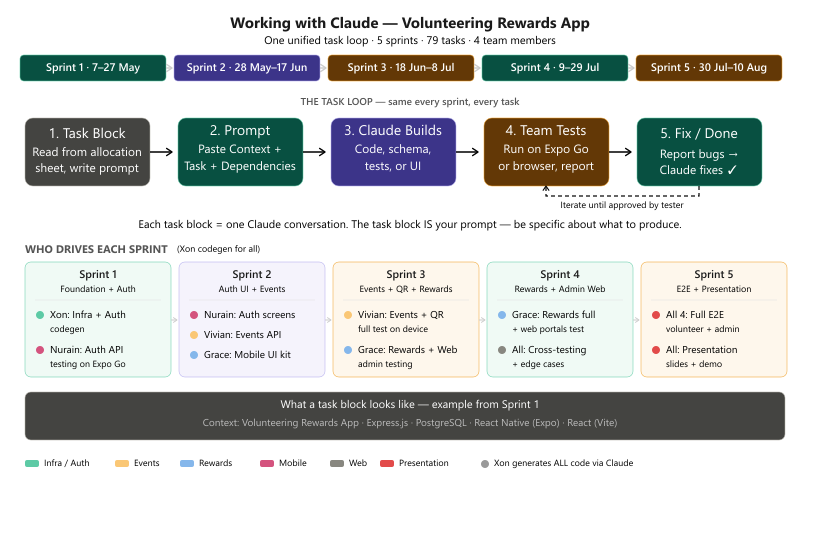 Working with Claude — Volunteering Rewards App
One unified task loop · 5 sprints · 79 tasks · 4 team members
Sprint 1 · 7–27 May
Sprint 2 · 28 May–17 Jun
Sprint 3 · 18 Jun–8 Jul
Sprint 4 · 9–29 Jul
Sprint 5 · 30 Jul–10 Aug
THE TASK LOOP — same every sprint, every task
1. Task Block
Read from allocation
sheet, write prompt
2. Prompt
Paste Context +
Task + Dependencies
3. Claude Builds
Code, schema,
tests, or UI
4. Team Tests
Run on Expo Go
or browser, report
5. Fix / Done
Report bugs →
Claude fixes ✓
Iterate until approved by tester
Each task block = one Claude conversation. The task block IS your prompt — be specific about what to produce.
WHO DRIVES EACH SPRINT (Xon codegen for all)
Sprint 1
Foundation + Auth
Xon: Infra + Auth
codegen
Nurain: Auth API
testing on Expo Go
Sprint 2
Auth UI + Events
Nurain: Auth screens
Vivian: Events API
Grace: Mobile UI kit
Sprint 3
Events + QR + Rewards
Vivian: Events + QR
full test on device
Grace: Rewards + Web
admin testing
Sprint 4
Rewards + Admin Web
Grace: Rewards full
+ web portals test
All: Cross-testing
+ edge cases
Sprint 5
E2E + Presentation
All 4: Full E2E
volunteer + admin
All: Presentation
slides + demo
What a task block looks like — example from Sprint 1
Context: Volunteering Rewards App · Express.js · PostgreSQL · React Native (Expo) · React (Vite)
Infra / Auth
Events
Rewards
Mobile
Web
Presentation
Xon generates ALL code via Claude